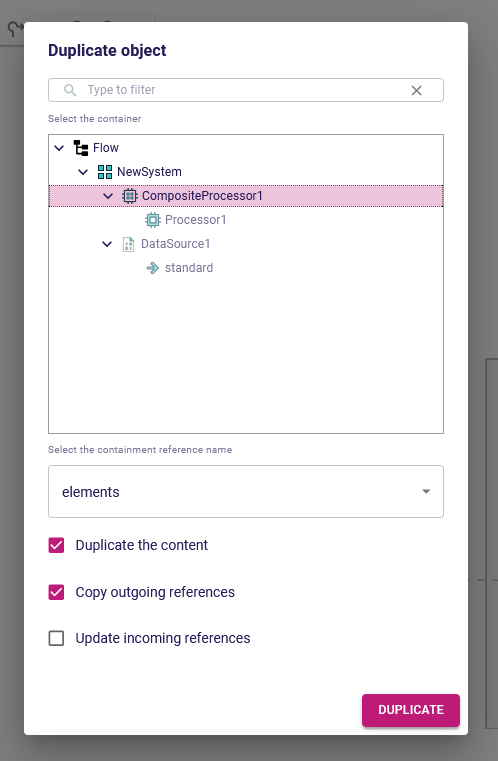 Duplicate object
Type to filter
Select the container
Flow
NewSystem
CompositeProcessor1
Processor1
DataSource1
standard
Select the containment reference name
elements
Duplicate the content
Copy outgoing references
Update incoming references
DUPLICATE